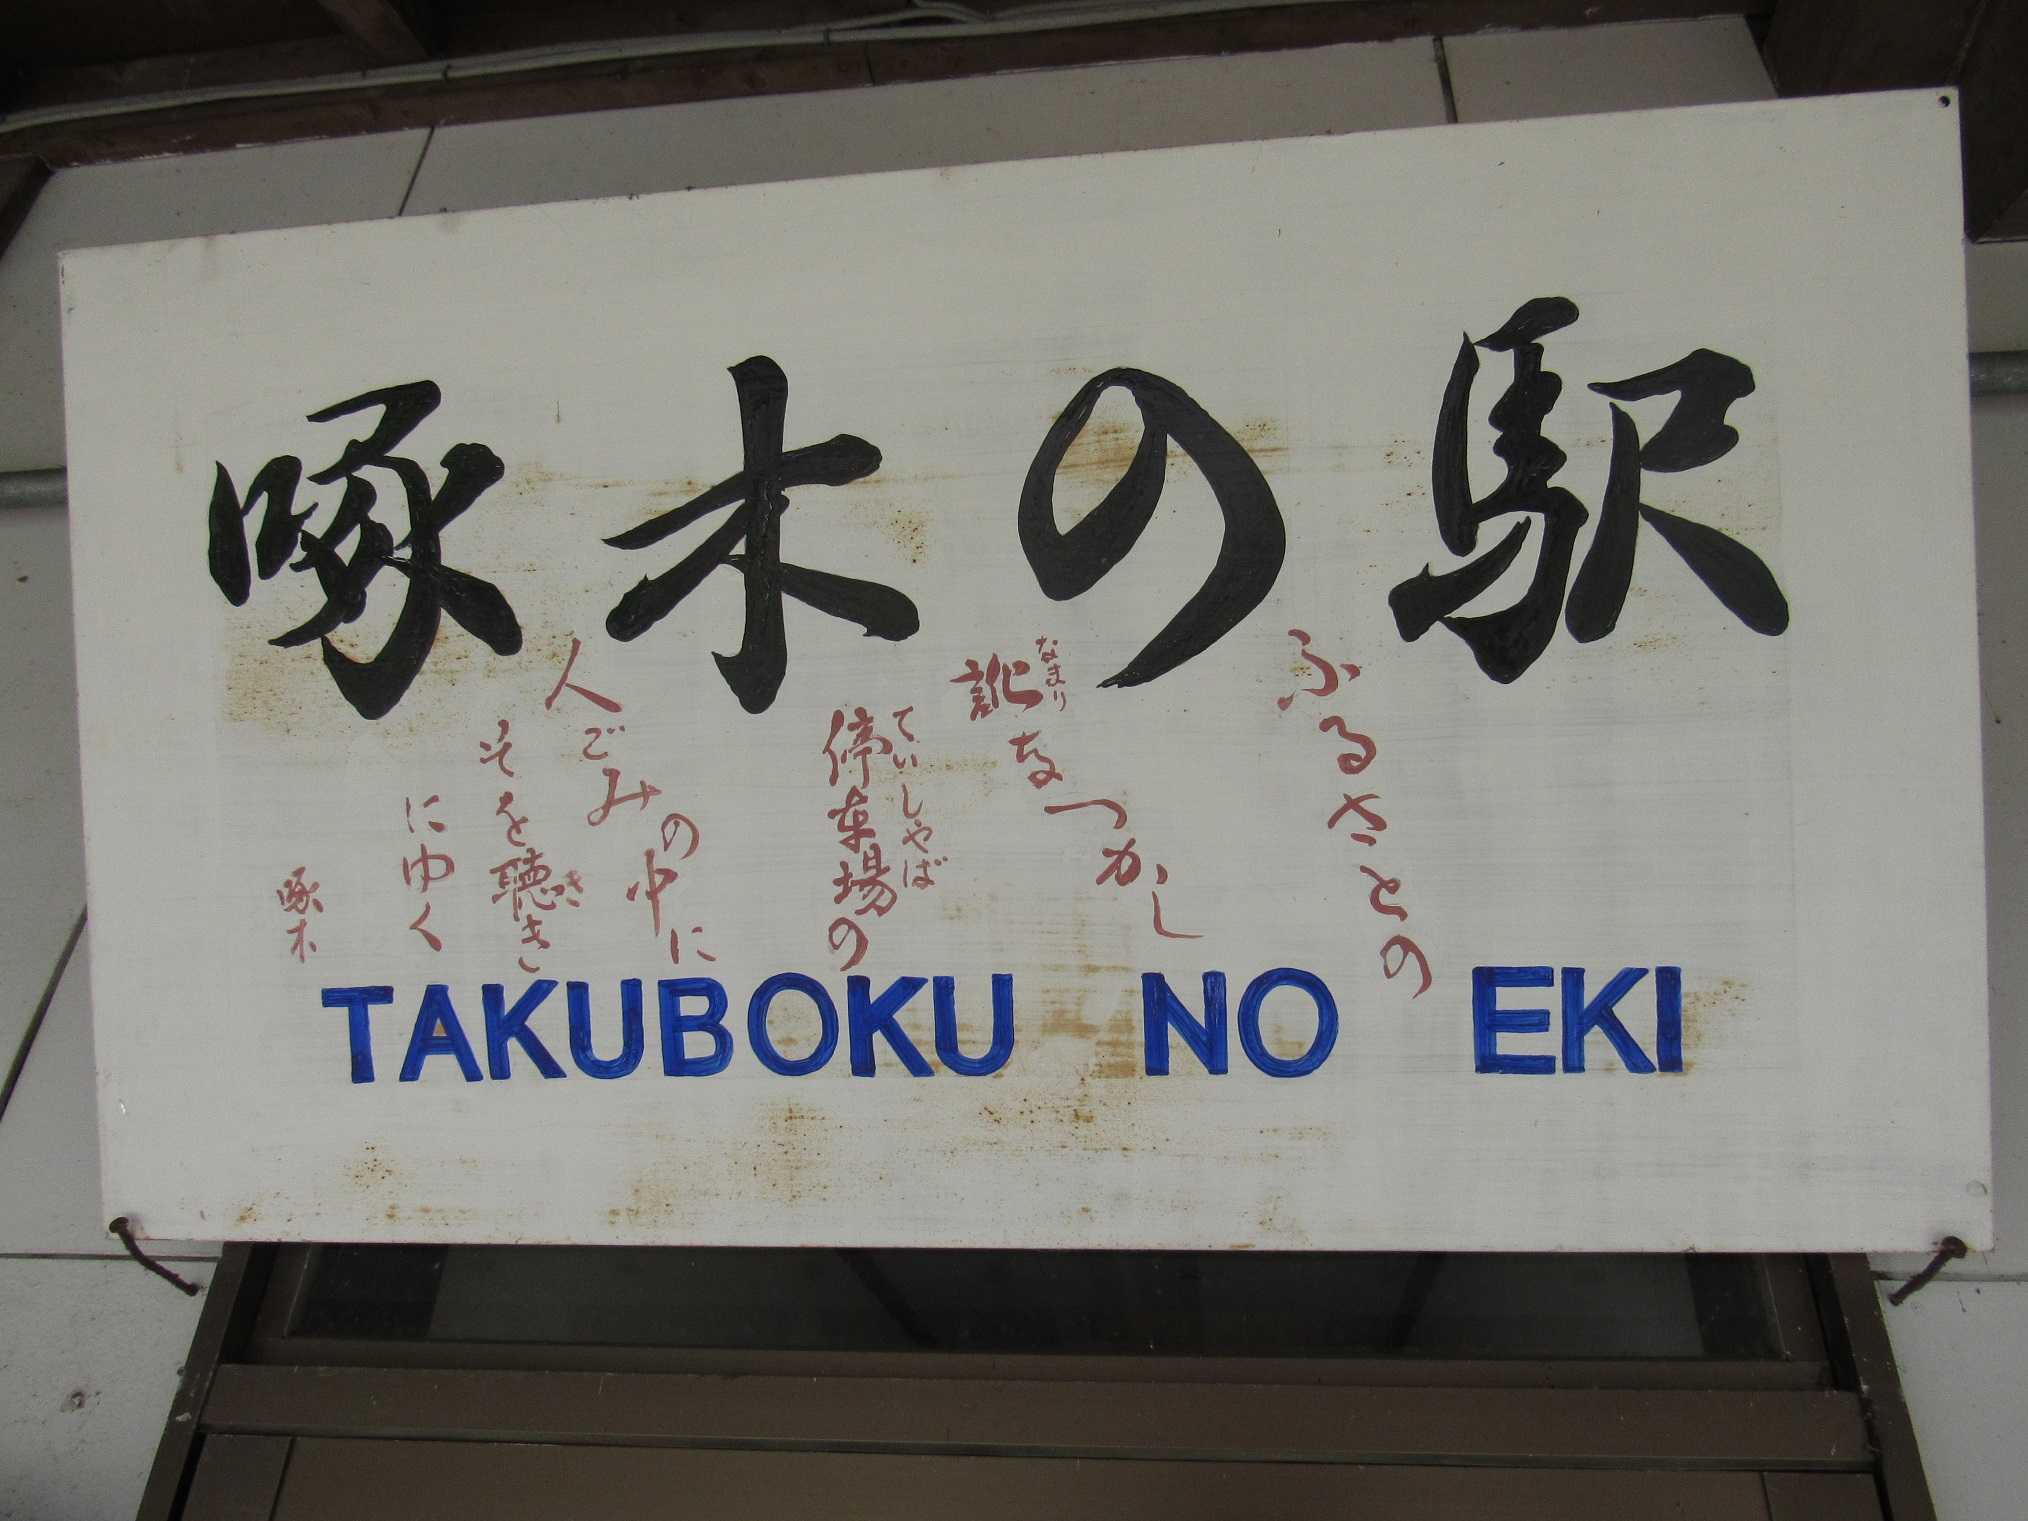 啄木の駅
ふるさとの
訛なつかし
なまり
停車場の
ていしゃば
人ごみの中に
そを聴きに
き
にゆく
啄木
TAKUBOKU NO EKI